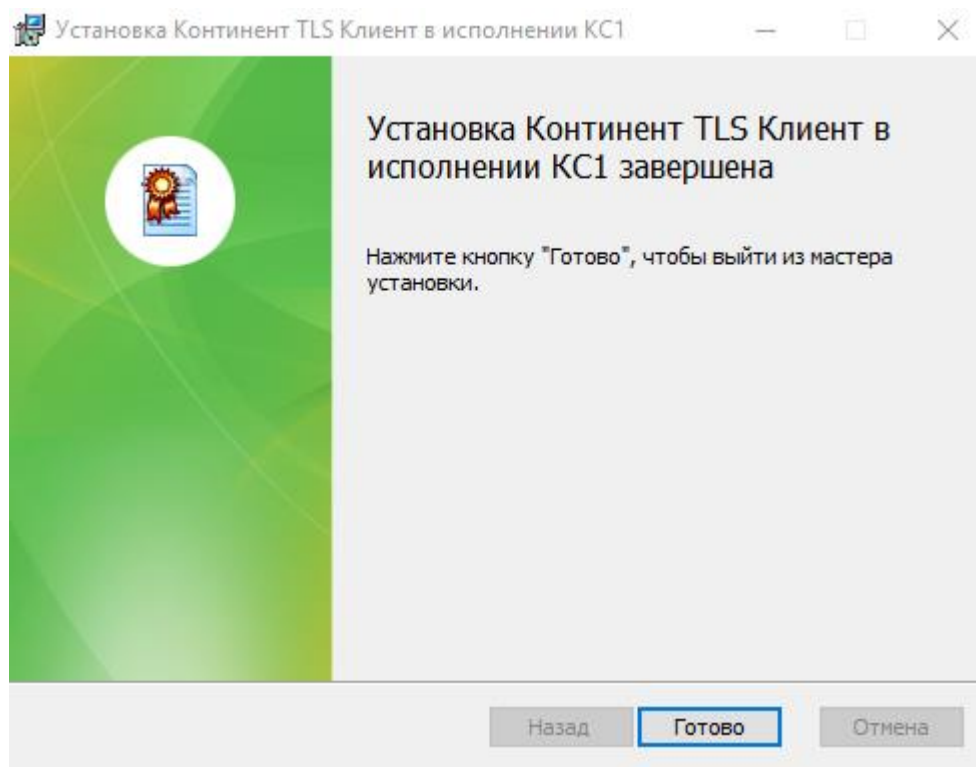 Установка Континент TLS Клиент в исполнении КС1
Установка Континент TLS Клиент в
исполнении КС1 завершена
Нажмите кнопку "Готово", чтобы выйти из мастера
установки.
Назад
Готово
Отмена